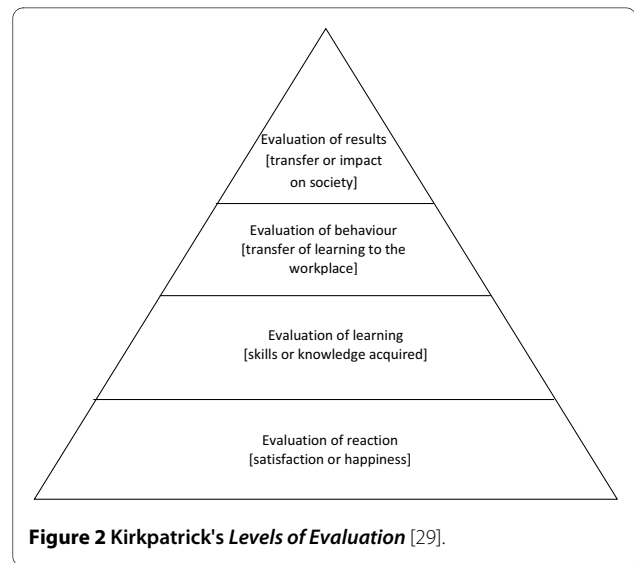 Evaluation of results
[transfer or impact
on society]
Evaluation of behaviour
[transfer of learning to the
workplace]
Evaluation of learning
[skills or knowledge acquired]
Evaluation of reaction
[satisfaction or happiness]
Figure 2 Kirkpatrick's Levels of Evaluation [29].